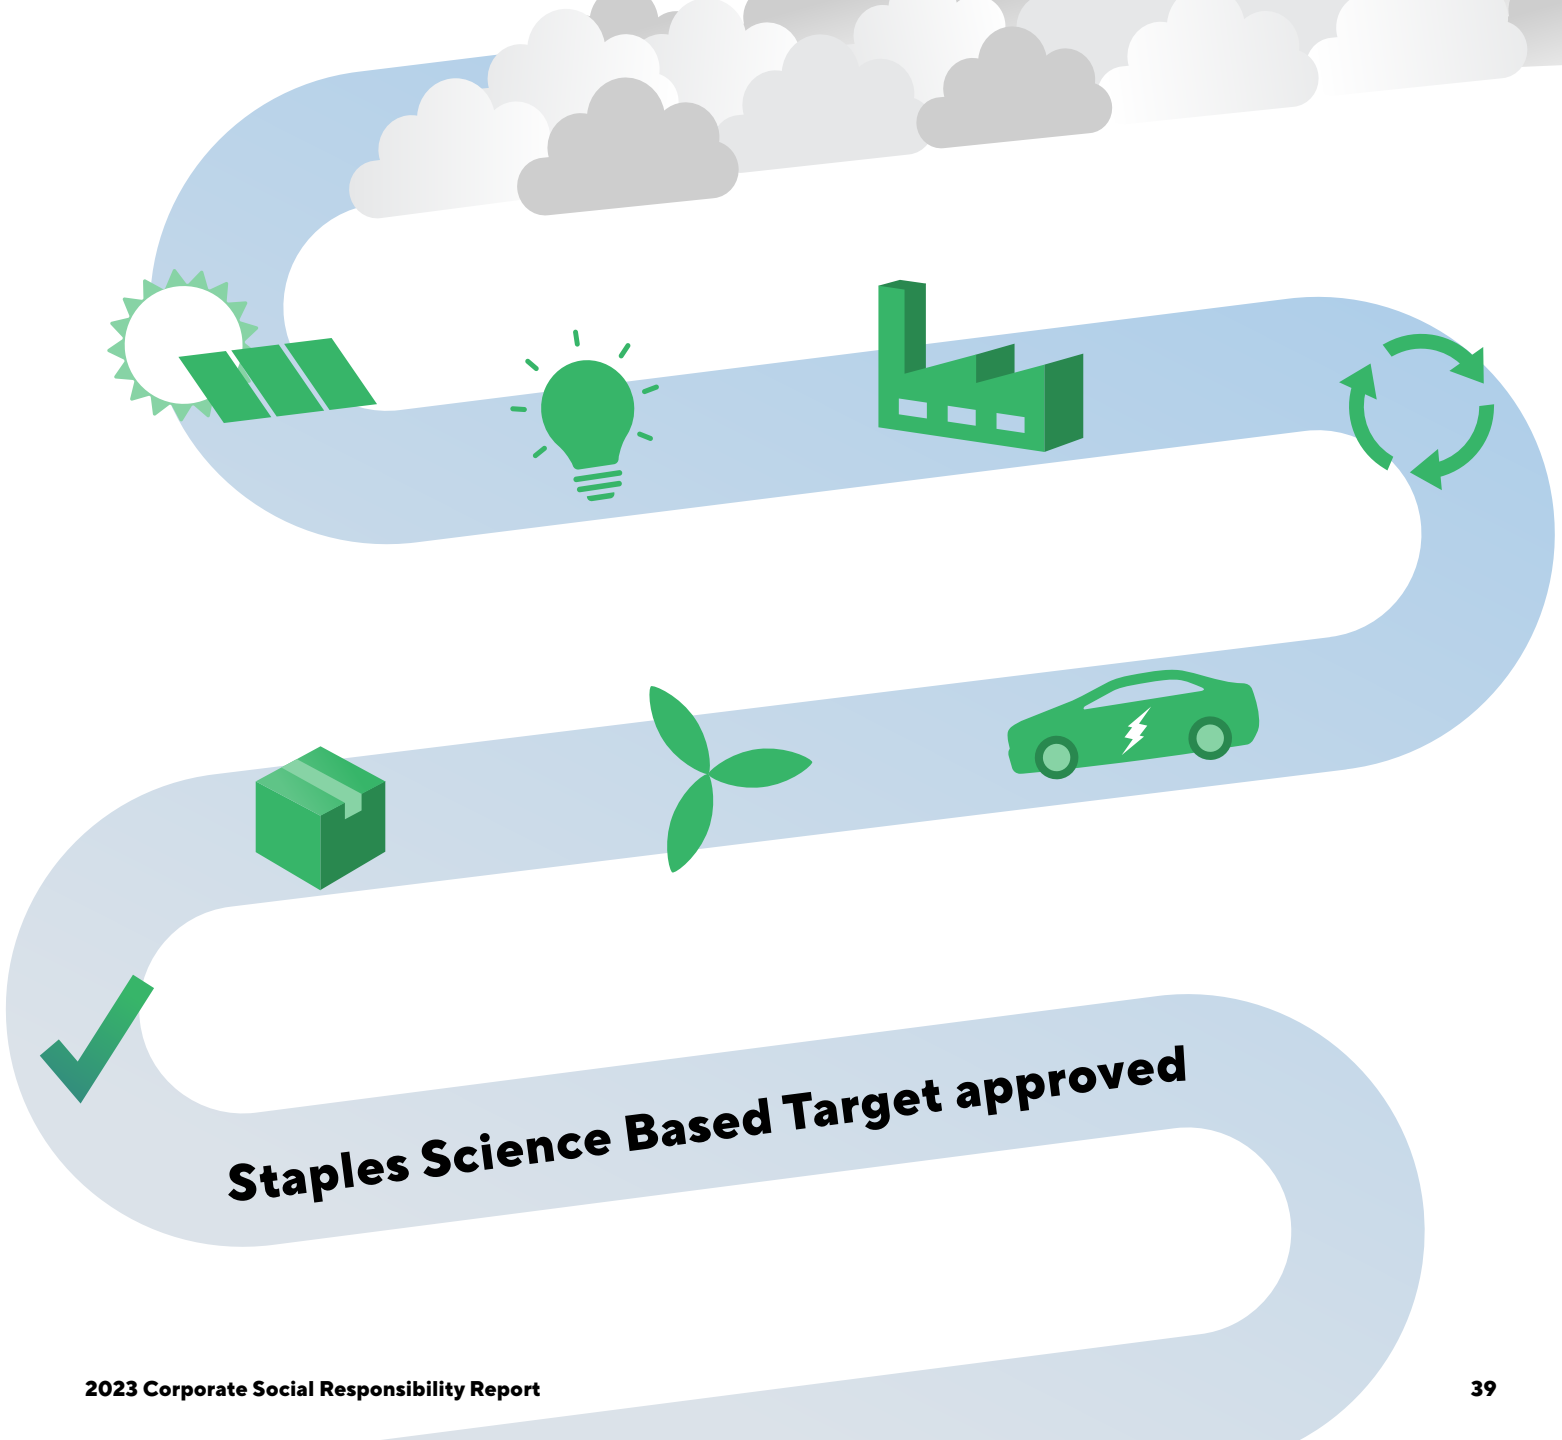 Staples Science Based Target approved
2023 Corporate Social Responsibility Report
39